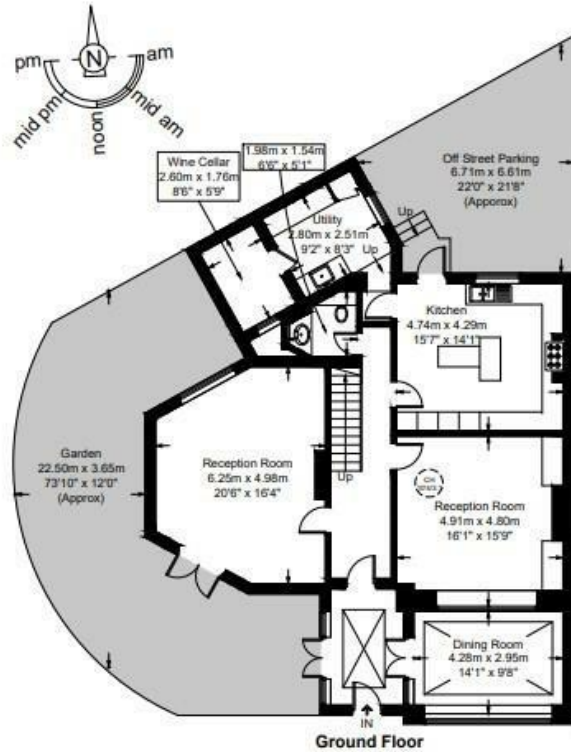 N
pm
am
mid pm
mid am
noon
Wine Cellar
2.60m x 1.76m
8'6" x 5'9"
1.98m x 1.54m
6'6" x 5'1"
Off Street Parking
6.71m x 6.61m
22'0" x 21'8"
(Apporox)
Utility
2.80m x 2.51m
9'2" x 8'3"
Up
Up
Kitchen
4.74m x 4.29m
15'7" x 14'1"
Garden
22.50m x 3.65m
73'10" x 12'0"
(Approx)
Reception Room
6.25m x 4.98m
20'6" x 16'4"
Up
CH
Reception Room
4.91m x 4.80m
16'1" x 15'9"
Dining Room
4.28m x 2.95m
14'1" x 9'8"
IN
Ground Floor